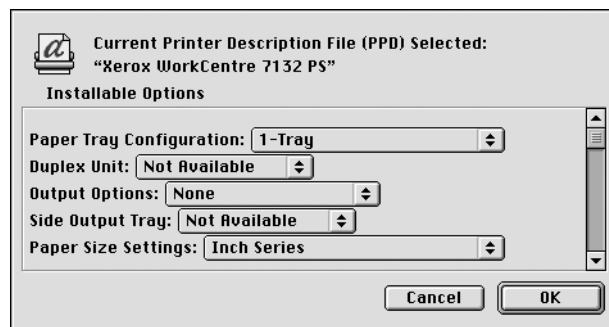 Current Printer Description File (PPD) Selected:
“Xerox WorkCentre 7132 PS”
Installable Options
Paper Tray Configuration: 1-Tray
Duplex Unit: Not Available
Output Options: None
Side Output Tray: Not Available
Paper Size Settings: Inch Series
Cancel OK